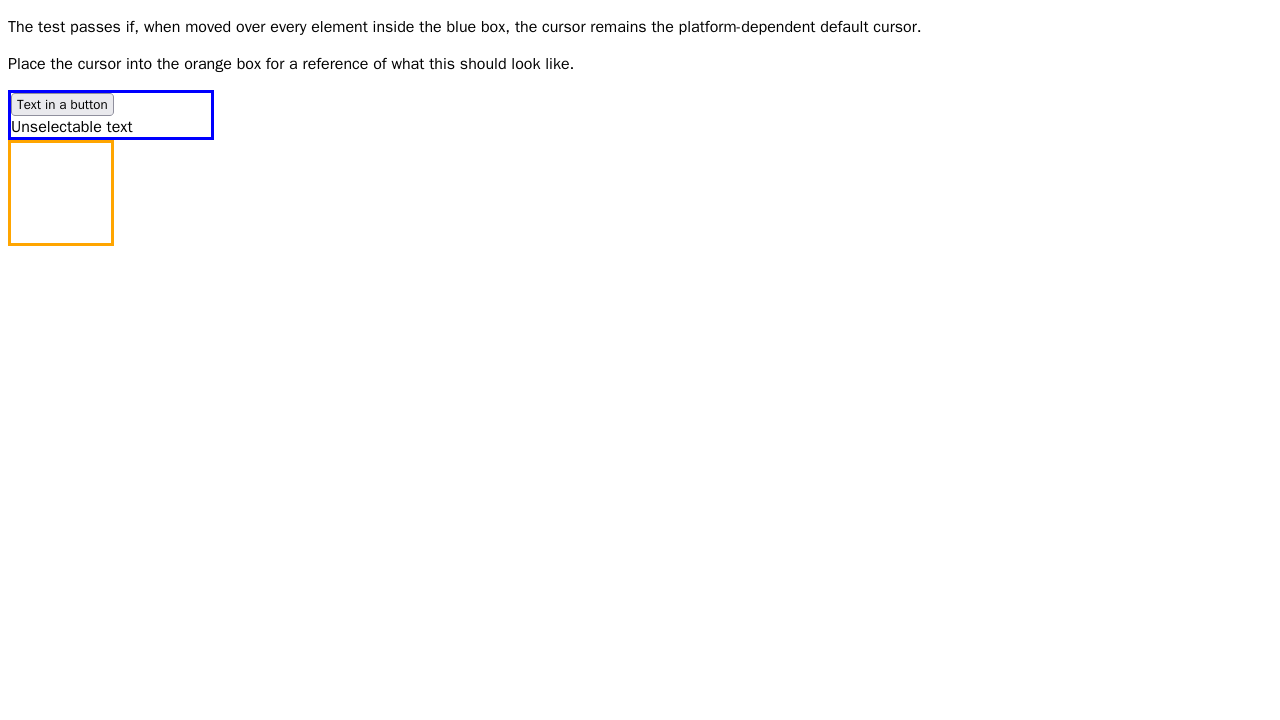 The test passes if, when moved over every element inside the blue box, the cursor remains the platform-dependent default cursor.
Place the cursor into the orange box for a reference of what this should look like.
Text in a button
Unselectable text